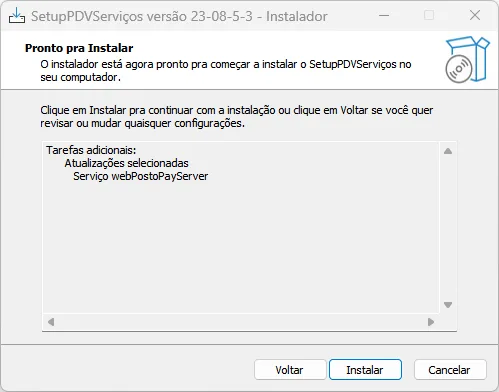 SetupPDVServiços versão 23-08-5-3 - Instalador
Pronto pra Instalar
O instalador está agora pronto pra começar a instalar o SetupPDVServiços no
seu computador.
Clique em Instalar pra continuar com a instalação ou clique em Voltar se você quer
revisar ou mudar quaisquer configurações.
Tarefas adicionais:
Atualizações selecionadas
Serviço webPostoPayServer
Voltar
Instalar
Cancelar